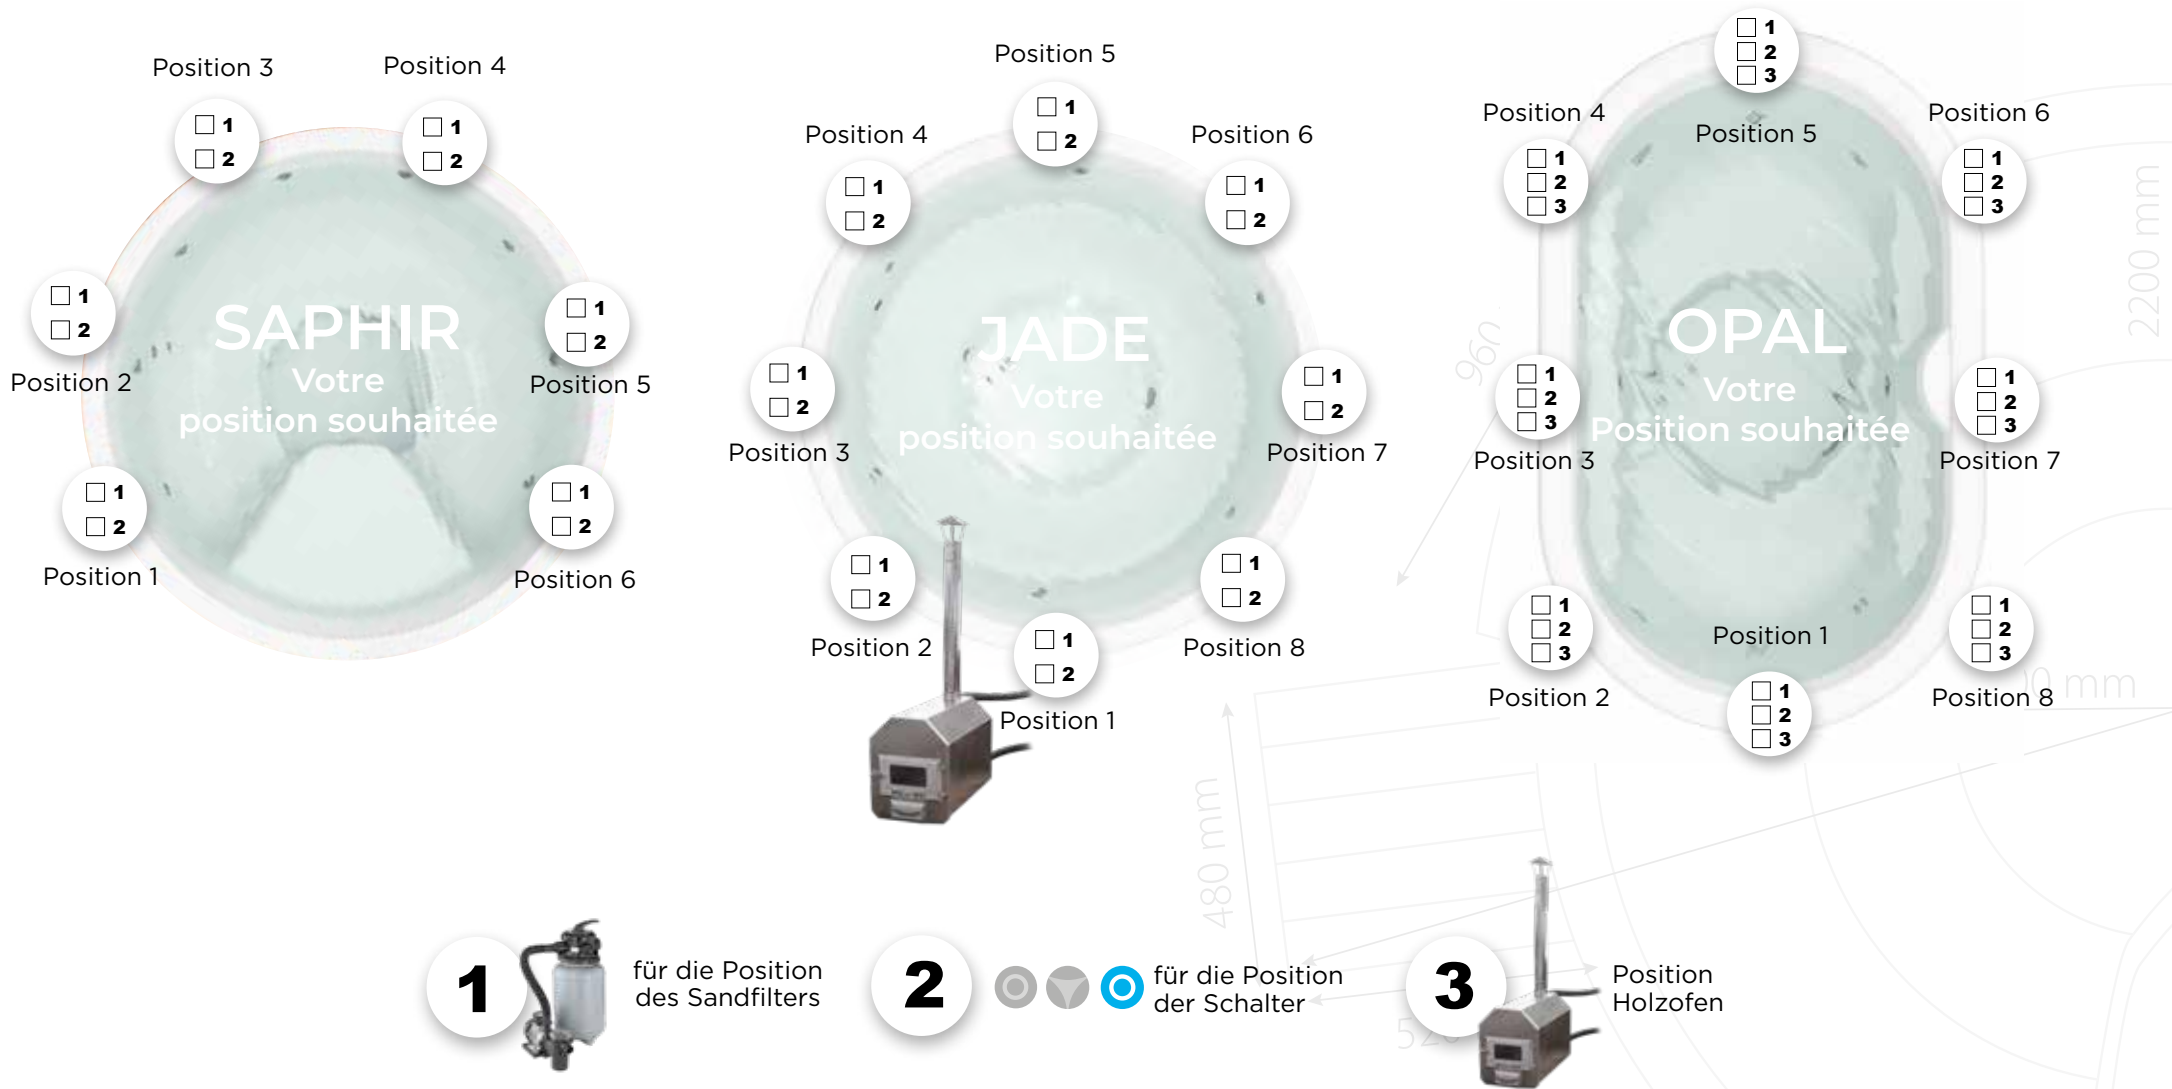 Position 3
1
2
Position 4
1
2
1
2
Position 2
1
2
Position 5
1
2
Position 1
1
2
Position 6
SAPHIR
Votre
position souhaitée
Position 5
1
2
Position 4
1
2
Position 6
1
2
1
2
Position 3
1
2
Position 7
1
2
Position 2
1
2
Position 8
1
2
Position 1
JADE
Votre
position souhaitée
1
2
3
Position 5
Position 4
1
2
3
Position 6
1
2
3
1
2
3
Position 3
1
2
3
Position 7
1
2
3
Position 2
1
2
3
Position 8
Position 1
1
2
3
OPAL
Votre
Position souhaitée
2200 mm
480 mm
mm
1
für die Position
des Sandfilters
2
für die Position
der Schalter
3
Position
Holzofen